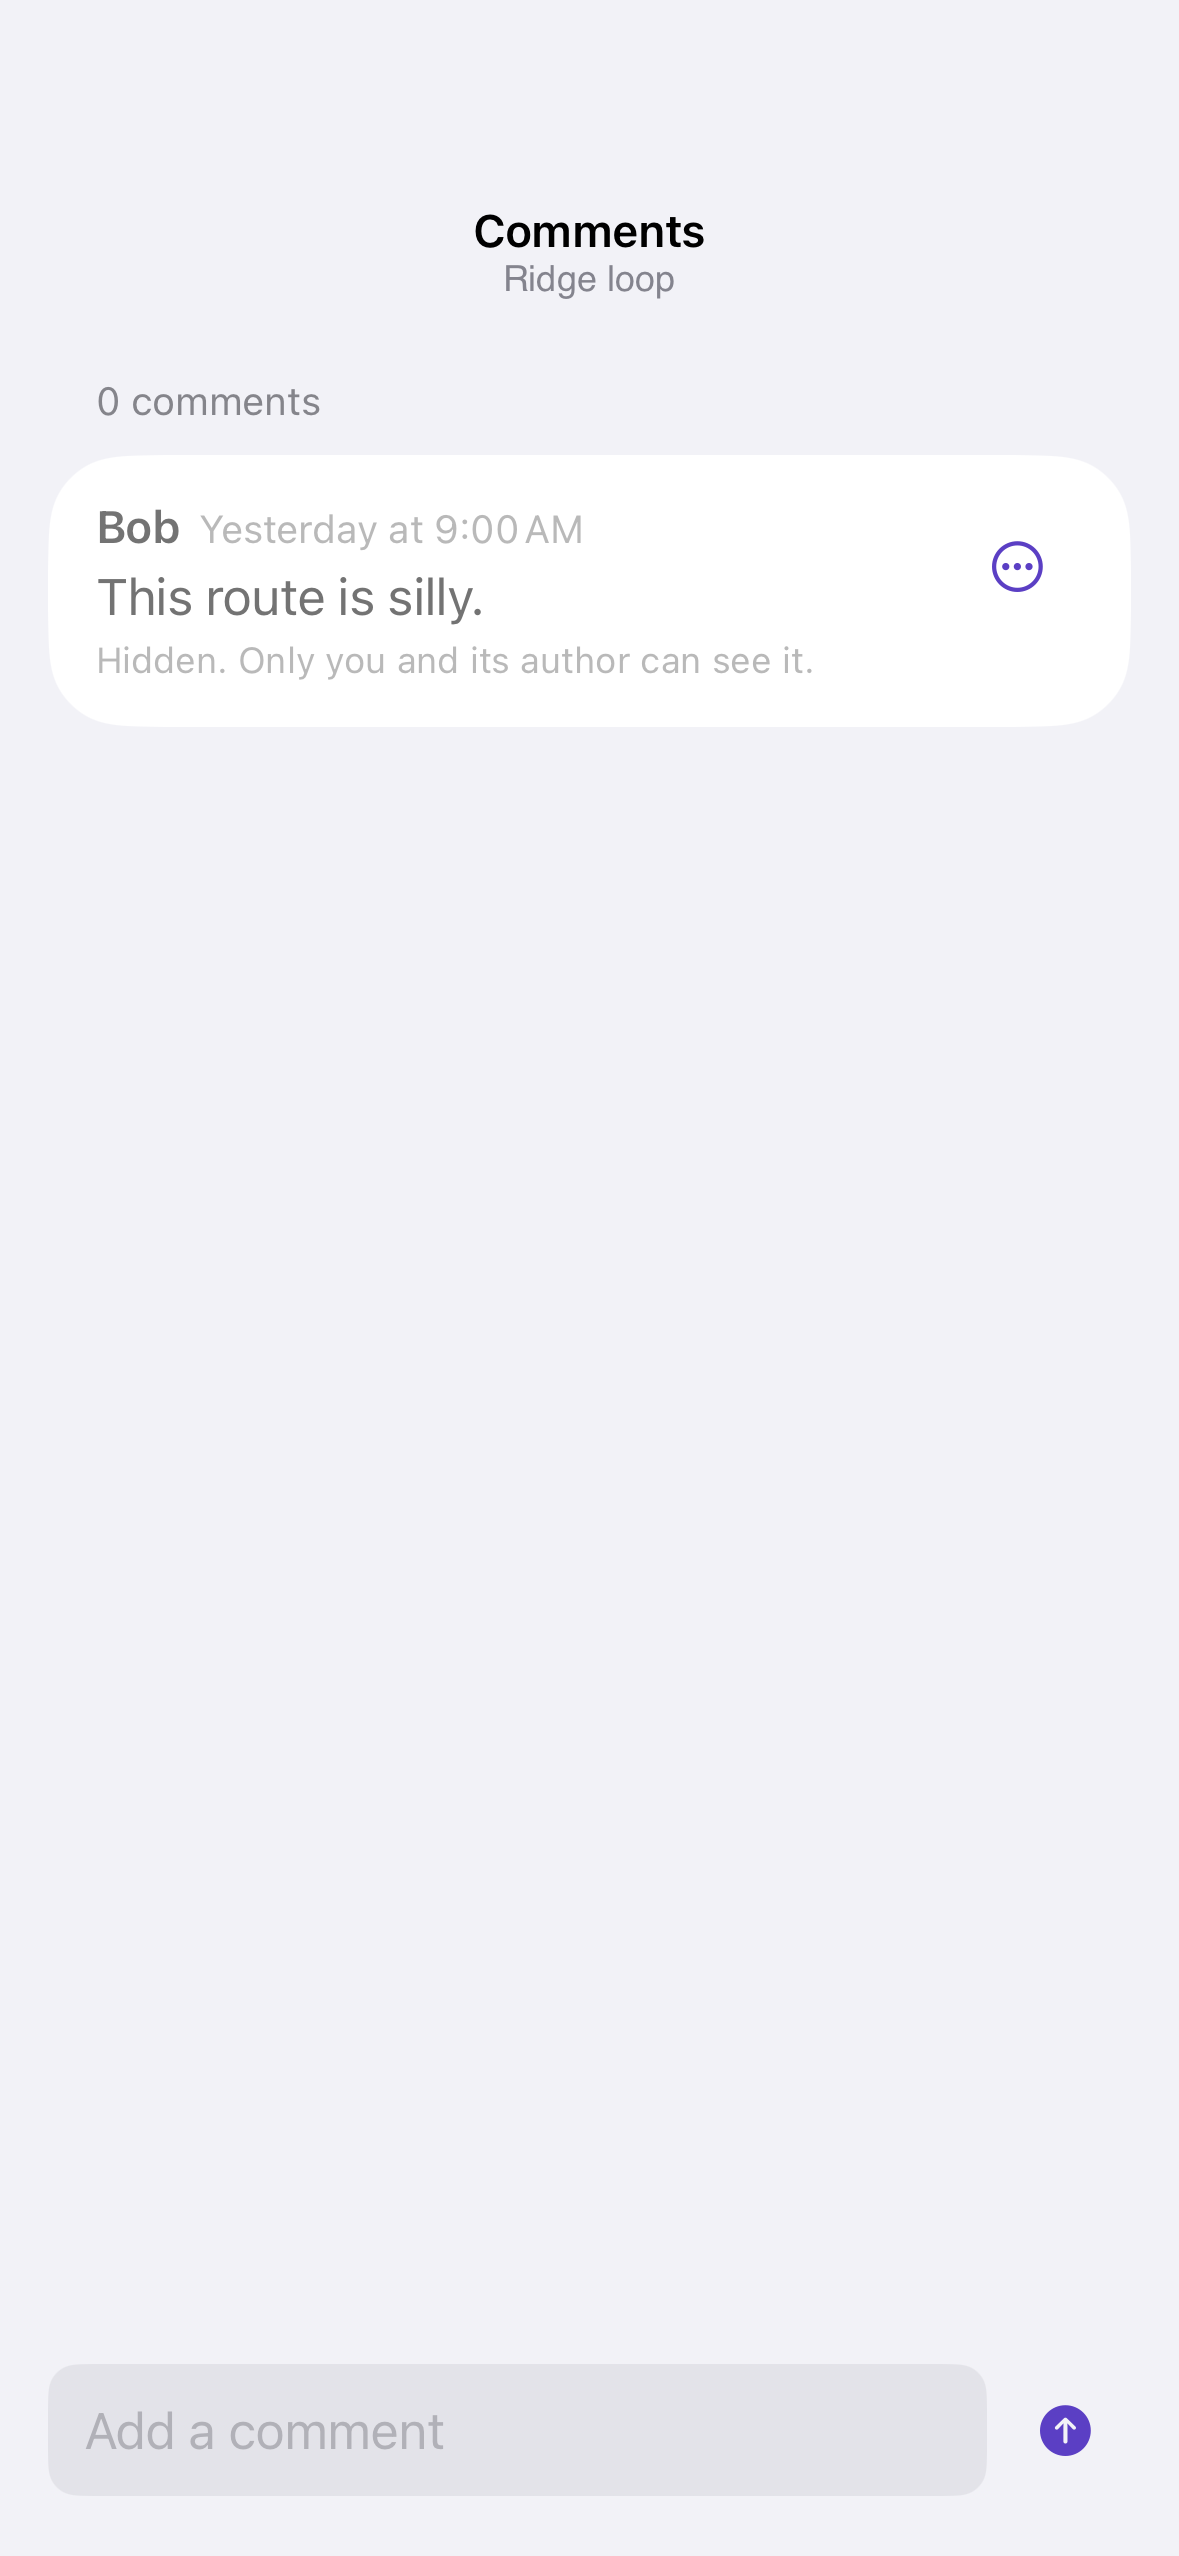 Comments
Ridge loop
0 comments
Bob Yesterday at 9:00 AM
This route is silly.
Hidden. Only you and its author can see it.
Add a comment